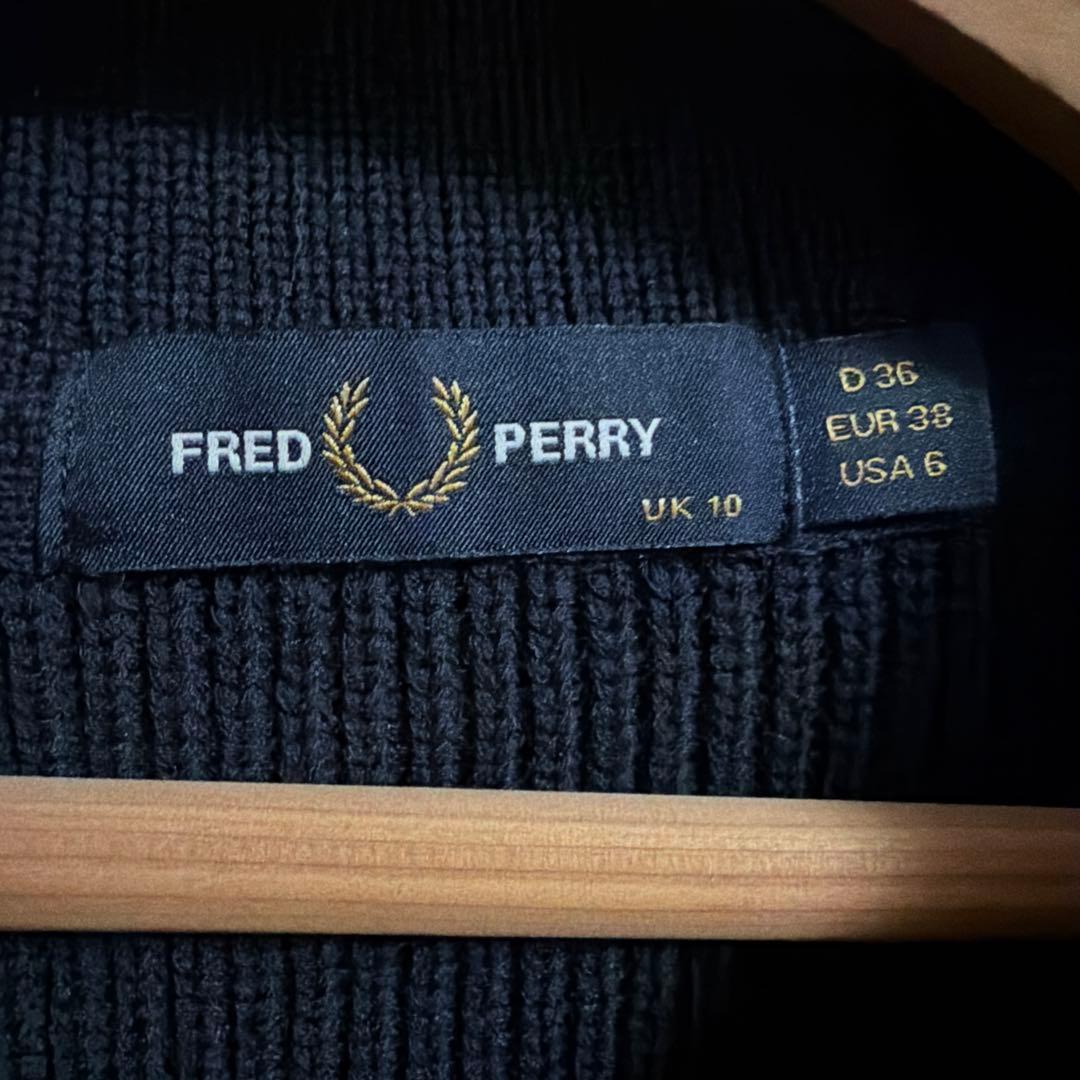 FRED PERRY
UK 10
D 36
EUR 38
USA 6